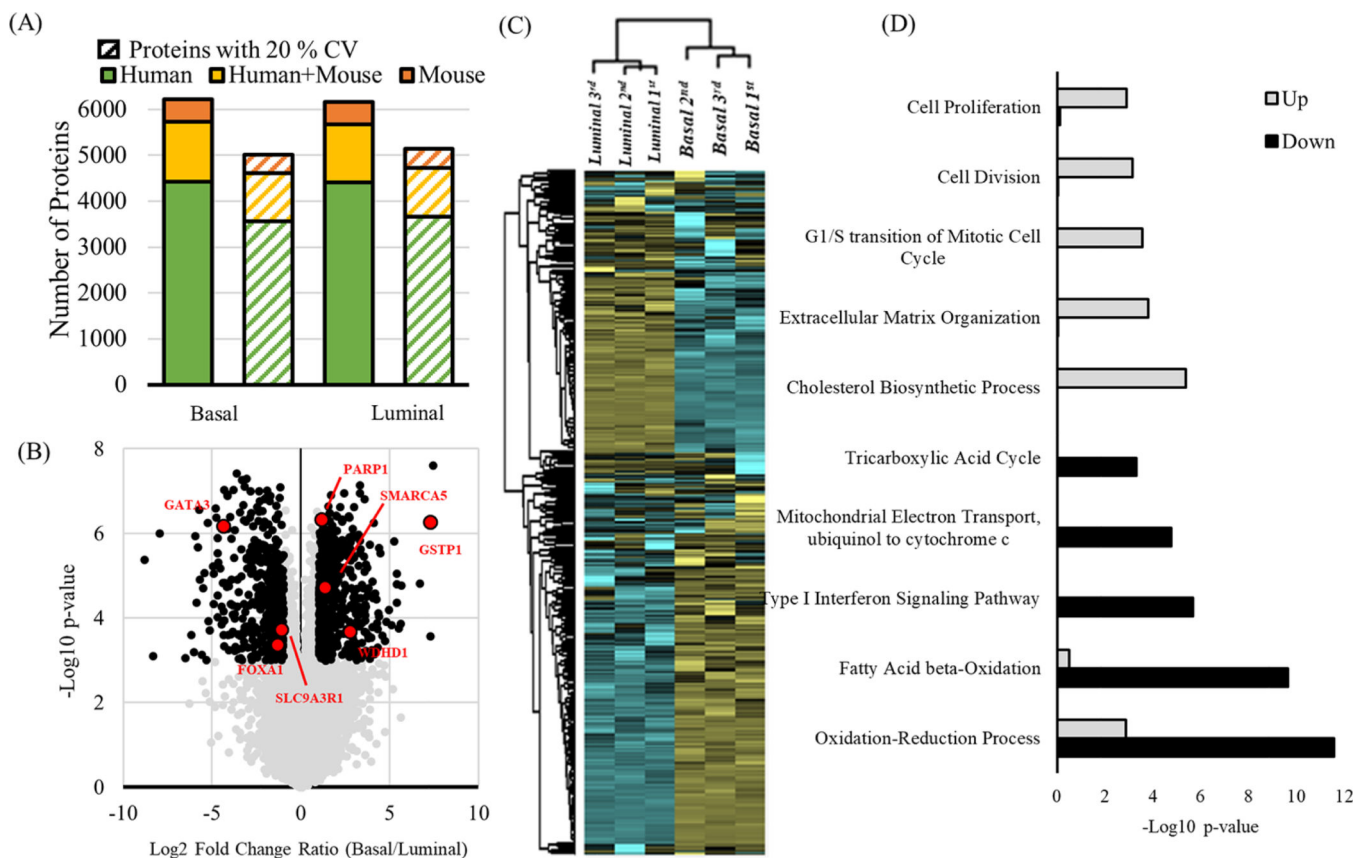 (A)
Proteins with 20 % CV
Human
Human+Mouse
Mouse
Number of Proteins
6000
5000
4000
3000
2000
1000
0
Basal
Luminal
(B)
-Log10 p-value
8
6
4
2
0
-10
-5
0
5
10
Log2 Fold Change Ratio (Basal/Luminal)
GATA3
PARP1
SMARCA5
GSTP1
FOXA1
WDHD1
SLC9A3R1
(C)
Luminal 3rd
Luminal 2nd
Luminal 1st
Basal 2nd
Basal 3rd
Basal 1st
(D)
Up
Down
Cell Proliferation
Cell Division
G1/S transition of Mitotic Cell
Cycle
Extracellular Matrix Organization
Cholesterol Biosynthetic Process
Tricarboxylic Acid Cycle
Mitochondrial Electron Transport,
ubiquinol to cytochrome c
Type I Interferon Signaling Pathway
Fatty Acid beta-Oxidation
Oxidation-Reduction Process
0
2
4
6
8
10
12
-Log10 p-value